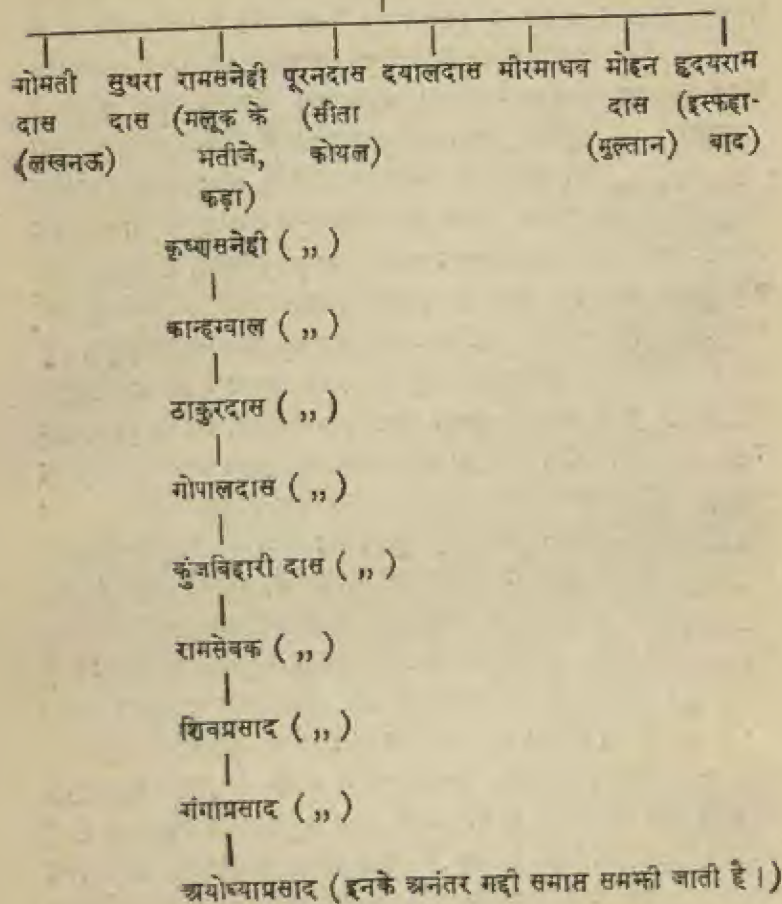 गोमती सुथरा रामसनेही पूरनदास दयालदास मीरमाधव मोहन हृदयराम
दास दास (मलूक के (सीता दास (इस्फहा-
(लखनऊ) भतीजे, कोयल) (मुल्तान) बाद)
कड़ा)
कृष्णसनेही ( ,, )
कान्हग्वाल ( ,, )
ठाकुरदास ( ,, )
गोपालदास ( ,, )
कुंजबिहारी दास ( ,, )
रामसेवक ( ,, )
शिवप्रसाद ( ,, )
गंगाप्रसाद ( ,, )
अयोध्याप्रसाद (इनके अनंतर गद्दी समाप्त समझी जाती है ।)